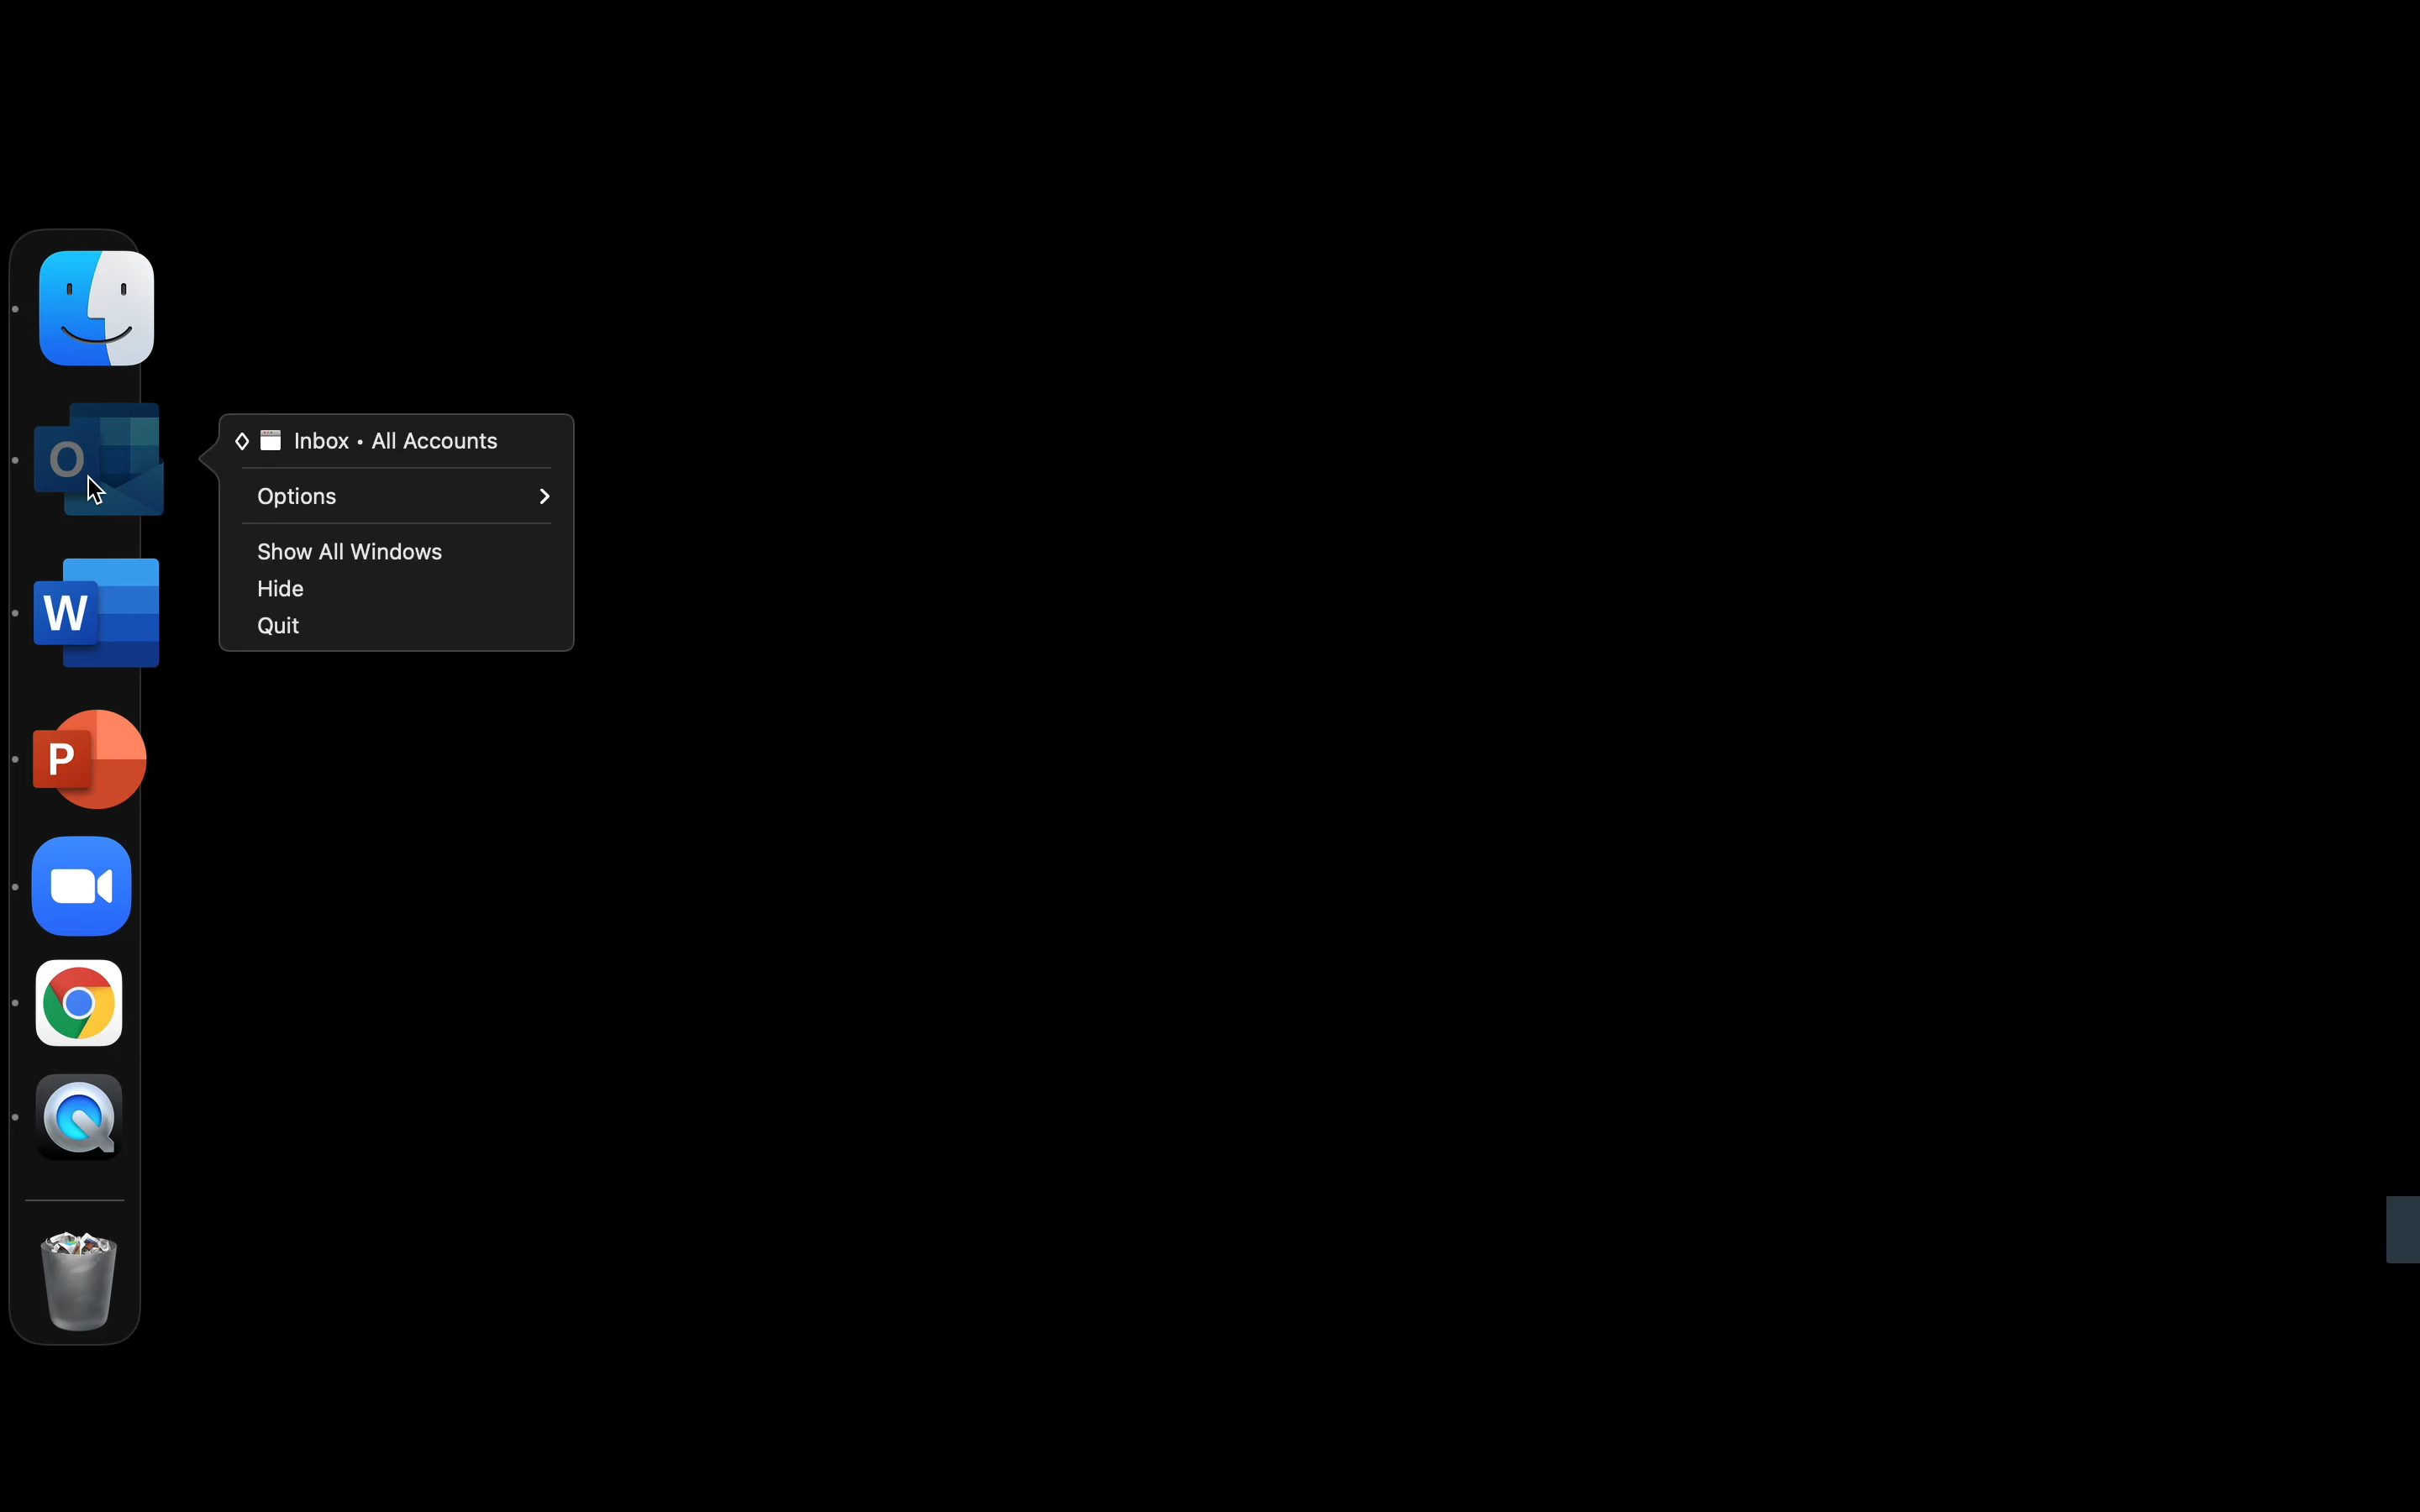 Inbox • All Accounts
Options
Show All Windows
Hide
Quit
O
W
P